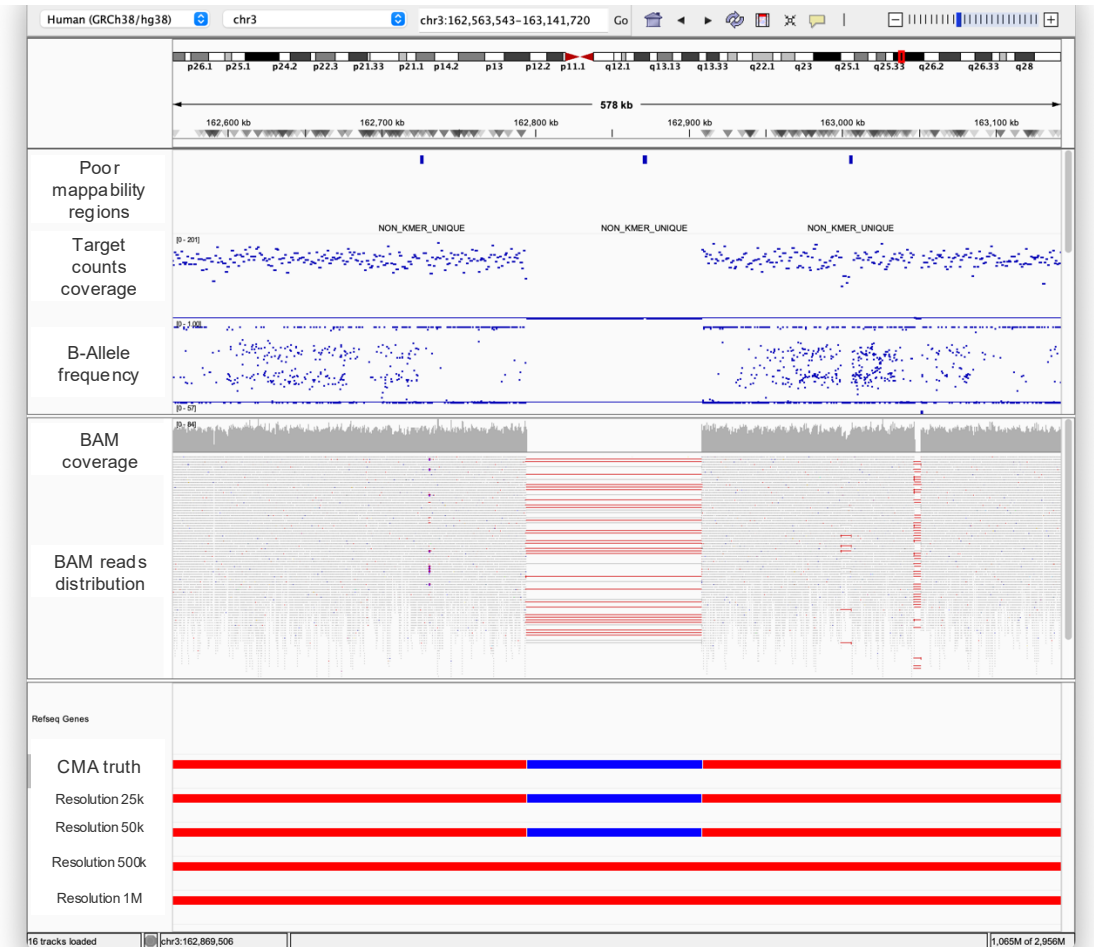 Human (GRCh38/hg38) chr3 chr3:162,563,543-163,141,720 Go
p26.1 p25.1 p24.2 p22.3 p21.33 p21.1 p14.2 p13 p12.2 p11.1 q12.1 q13.13 q13.33 q22.1 q23 q25.1 q25.33 q26.2 q26.33 q28
578 kb
162,600 kb 162,700 kb 162,800 kb 162,900 kb 163,000 kb 163,100 kb
Poor
mappability
regions
NON_KMER_UNIQUE NON_KMER_UNIQUE NON_KMER_UNIQUE
[0 - 201]
Target
counts
coverage
[0 - 1.00]
B-Allele
frequency
[0 - 57]
[0 - 84]
BAM
coverage
BAM reads
distribution
Refseq Genes
CMA truth
Resolution 25k
Resolution 50k
Resolution 500k
Resolution 1M
16 tracks loaded chr3:162,869,506 1,065M of 2,956M